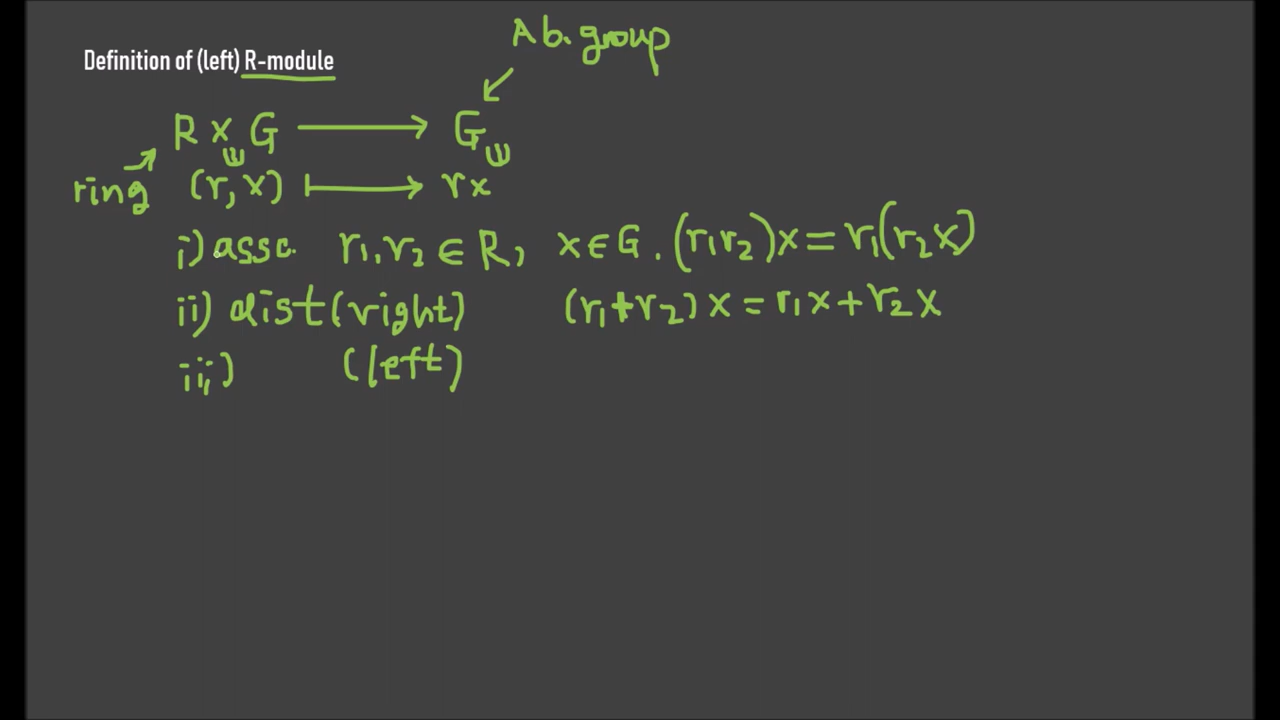 Ab. group
Definition of (left) R-module
R × G ⟶ G
ring (r, x) ⟼ rx
i) assc. r₁, r₂ ∈ R, x ∈ G. (r₁r₂)x = r₁(r₂x)
ii) dist(right) (r₁+r₂)x = r₁x + r₂x
iii) (left)